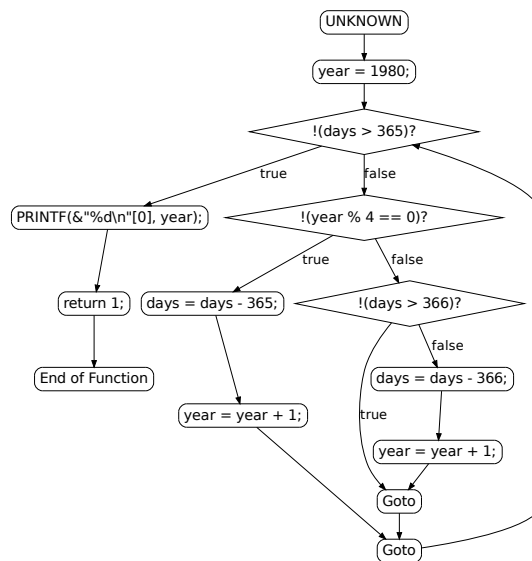 UNKNOWN
year = 1980;
!(days > 365)?
true
false
PRINTF(&"%d\n"[0], year);
!(year % 4 == 0)?
true
false
return 1;
days = days - 365;
!(days > 366)?
false
End of Function
days = days - 366;
true
year = year + 1;
year = year + 1;
Goto
Goto